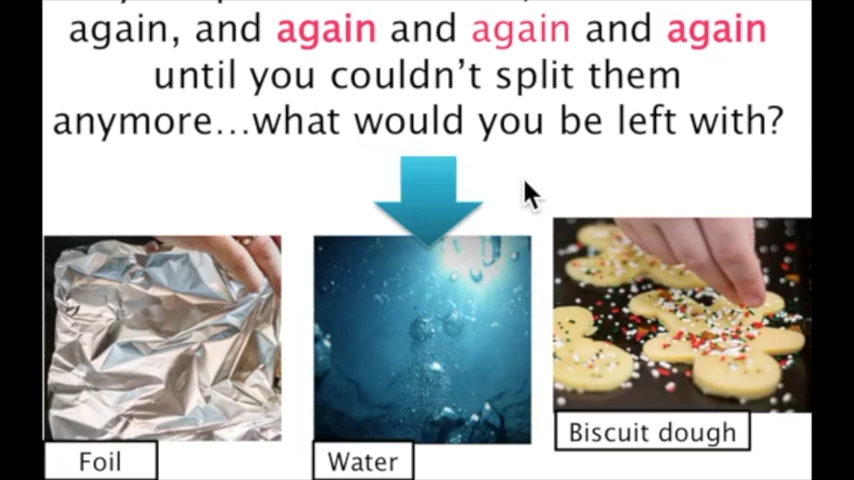 again, and again and again and again
until you couldn't split them
anymore...what would you be left with?
Foil
Water
Biscuit dough